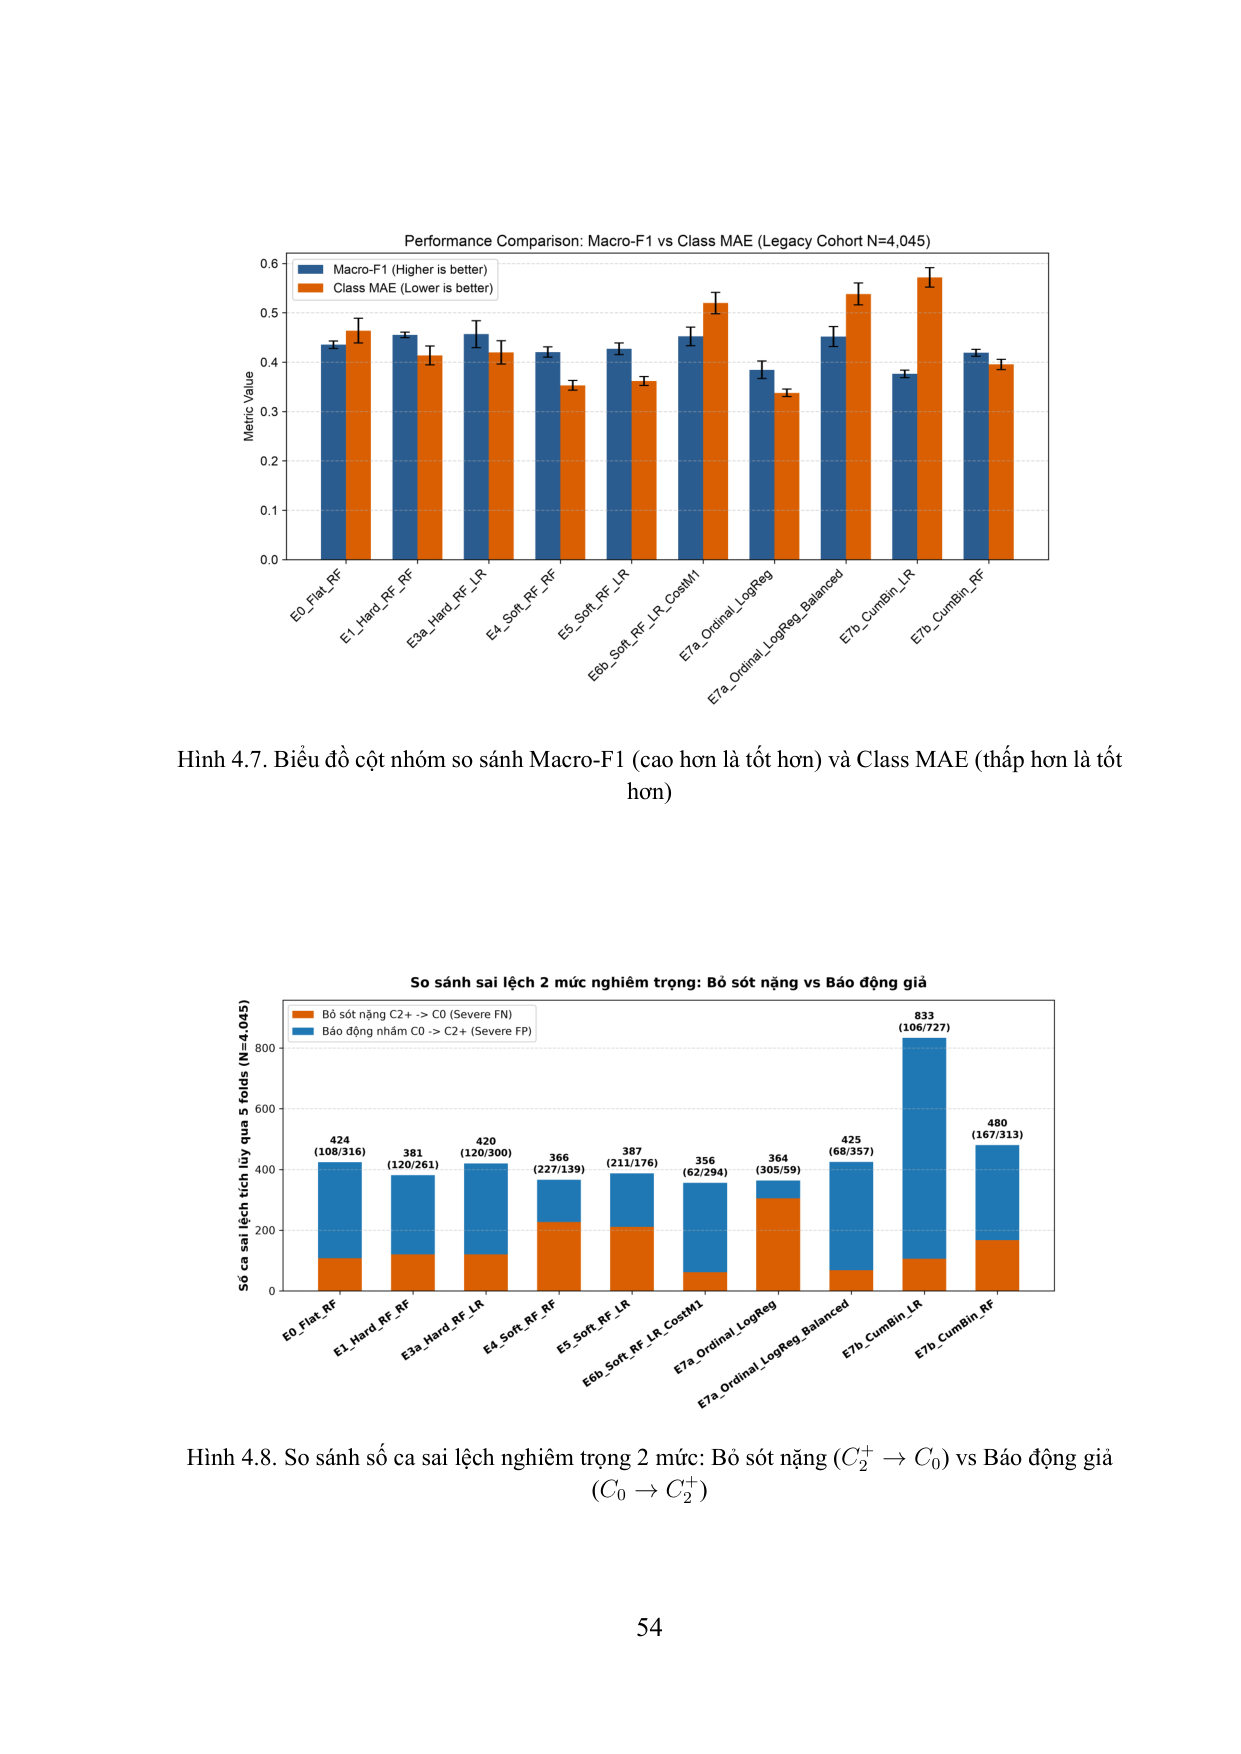 Performance Comparison: Macro-F1 vs Class MAE (Legacy Cohort N=4,045)
Macro-F1 (Higher is better)
Class MAE (Lower is better)
Metric Value
0.6
0.5
0.4
0.3
0.2
0.1
0.0
E0_Flat_RF
E1_Hard_RF_RF
E3a_Hard_RF_LR
E4_Soft_RF_RF
E5_Soft_RF_LR
E6b_Soft_RF_LR_CostM1
E7a_Ordinal_LogReg
E7a_Ordinal_LogReg_Balanced
E7b_CumBin_LR
E7b_CumBin_RF
Hình 4.7. Biểu đồ cột nhóm so sánh Macro-F1 (cao hơn là tốt hơn) và Class MAE (thấp hơn là tốt
hơn)
So sánh sai lệch 2 mức nghiêm trọng: Bỏ sót nặng vs Báo động giả
Bỏ sót nặng C2+ -> C0 (Severe FN)
Báo động nhầm C0 -> C2+ (Severe FP)
Số ca sai lệch tích lũy qua 5 folds (N=4.045)
800
600
400
200
0
424
(108/316)
381
(120/261)
420
(120/300)
366
(227/139)
387
(211/176)
356
(62/294)
364
(305/59)
425
(68/357)
833
(106/727)
480
(167/313)
E0_Flat_RF
E1_Hard_RF_RF
E3a_Hard_RF_LR
E4_Soft_RF_RF
E5_Soft_RF_LR
E6b_Soft_RF_LR_CostM1
E7a_Ordinal_LogReg
E7a_Ordinal_LogReg_Balanced
E7b_CumBin_LR
E7b_CumBin_RF
Hình 4.8. So sánh số ca sai lệch nghiêm trọng 2 mức: Bỏ sót nặng (C₂⁺ → C₀) vs Báo động giả
(C₀ → C₂⁺)
54